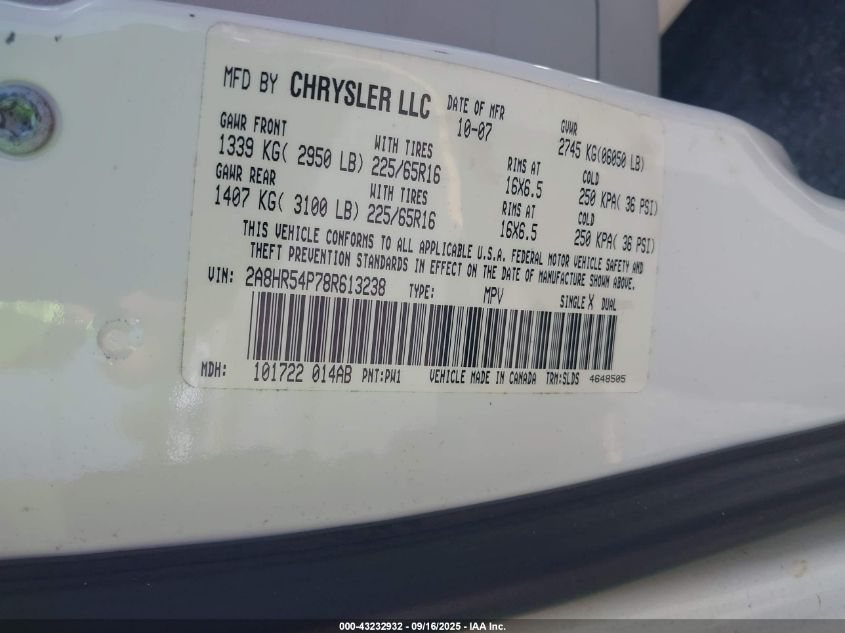 MFD BY CHRYSLER LLC DATE OF MFR 10-07 GVWR 2745 KG(06050 LB)
GAWR FRONT WITH TIRES RIMS AT COLD
1339 KG( 2950 LB) 225/65R16 16X6.5 250 KPA( 36 PSI)
GAWR REAR WITH TIRES RIMS AT COLD
1407 KG( 3100 LB) 225/65R16 16X6.5 250 KPA( 36 PSI)
THIS VEHICLE CONFORMS TO ALL APPLICABLE U.S.A. FEDERAL MOTOR VEHICLE SAFETY AND
THEFT PREVENTION STANDARDS IN EFFECT ON THE DATE OF MANUFACTURE SHOWN ABOVE.
VIN: 2A8HR54P78R613238 TYPE: MPV SINGLE X DUAL
MDH: 101722 014AB PNT:PW1 VEHICLE MADE IN CANADA TRM:SLDS 4648505
000-43232932 - 09/16/2025 - IAA Inc.